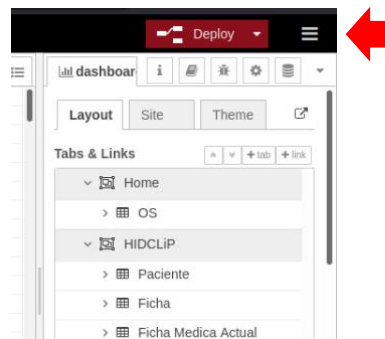 Deploy
dashboar i
Layout Site Theme
Tabs & Links +tab +link
Home
OS
HIDCLiP
Paciente
Ficha
Ficha Medica Actual